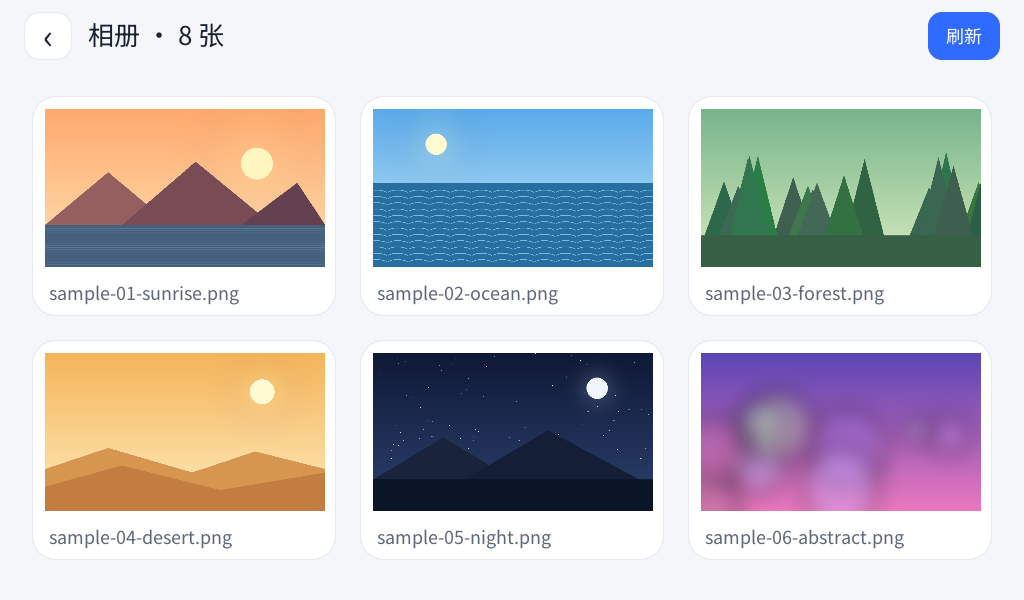 ‹ 相册 · 8 张
刷新
sample-01-sunrise.png
sample-02-ocean.png
sample-03-forest.png
sample-04-desert.png
sample-05-night.png
sample-06-abstract.png